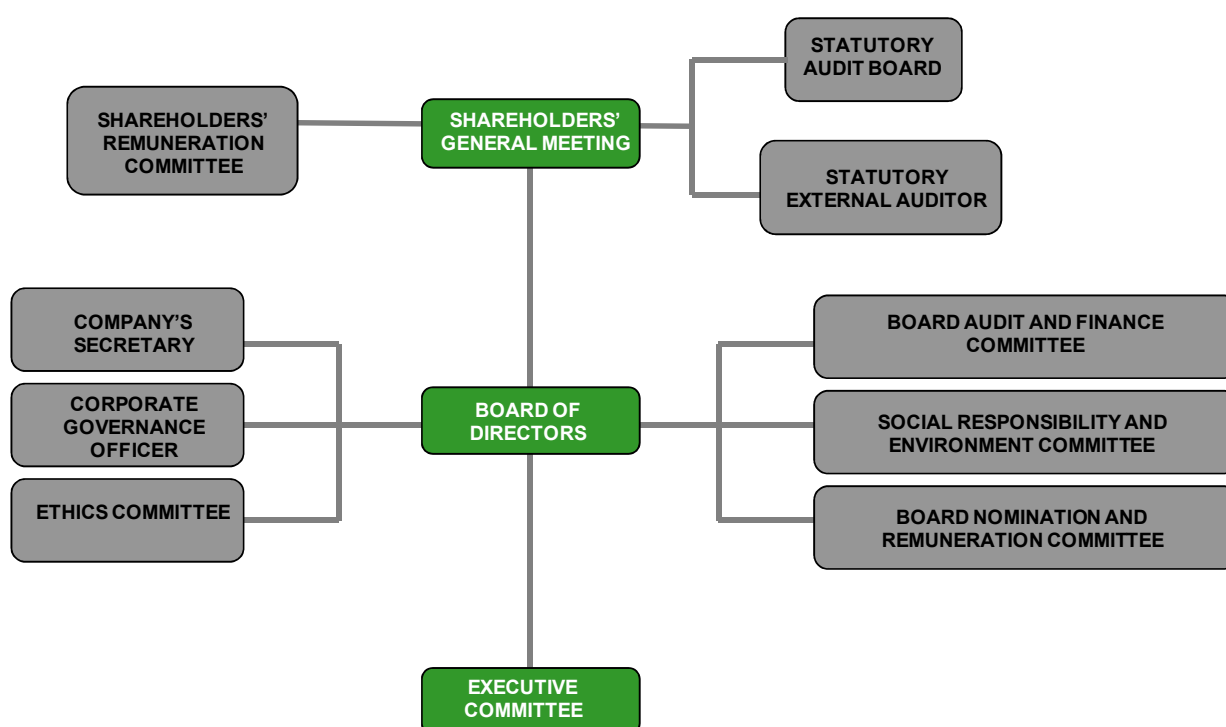 STATUTORY
AUDIT BOARD
SHAREHOLDERS’
REMUNERATION
COMMITTEE
SHAREHOLDERS’
GENERAL MEETING
STATUTORY
EXTERNAL AUDITOR
COMPANY’S
SECRETARY
BOARD AUDIT AND FINANCE
COMMITTEE
CORPORATE
GOVERNANCE
OFFICER
BOARD OF
DIRECTORS
SOCIAL RESPONSIBILITY AND
ENVIRONMENT COMMITTEE
ETHICS COMMITTEE
BOARD NOMINATION AND
REMUNERATION COMMITTEE
EXECUTIVE
COMMITTEE